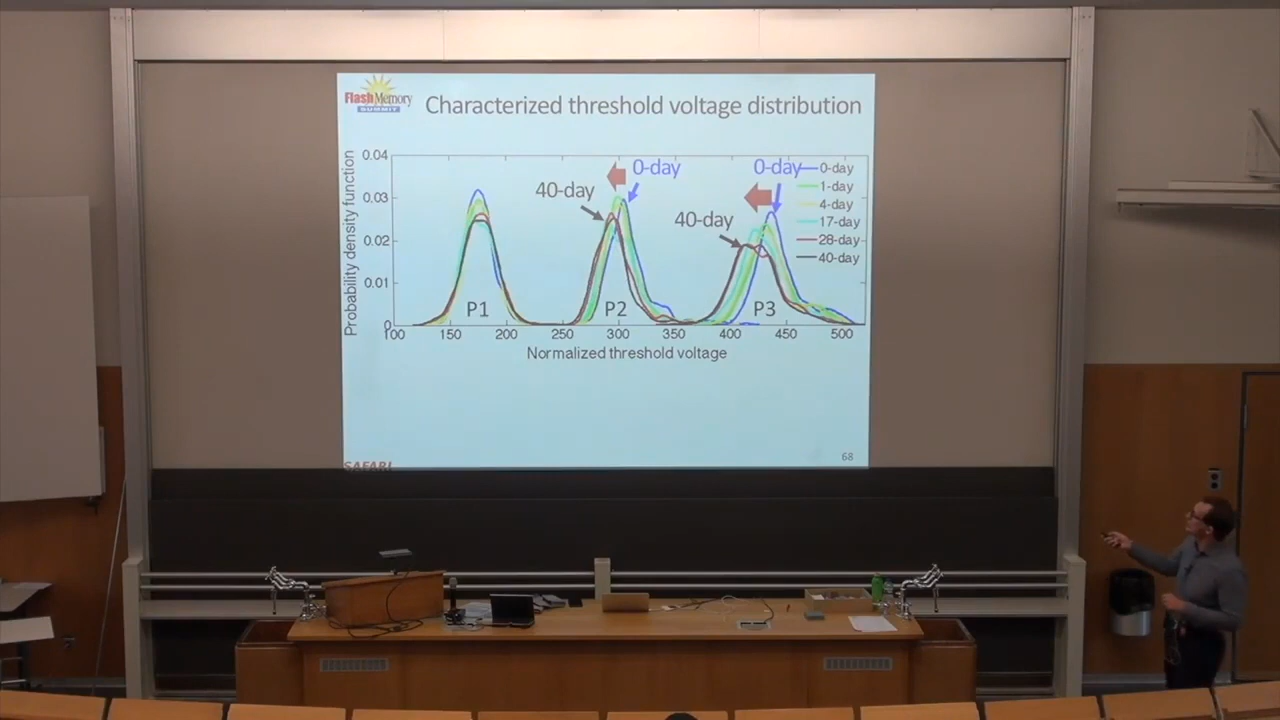 FlashMemory
SUMMIT
Characterized threshold voltage distribution
Probability density function
0.04
0.03
0.02
0.01
0
100
150
200
250
300
350
400
450
500
Normalized threshold voltage
P1
P2
P3
40-day
0-day
40-day
0-day
0-day
1-day
4-day
17-day
28-day
40-day
SAFARI
68